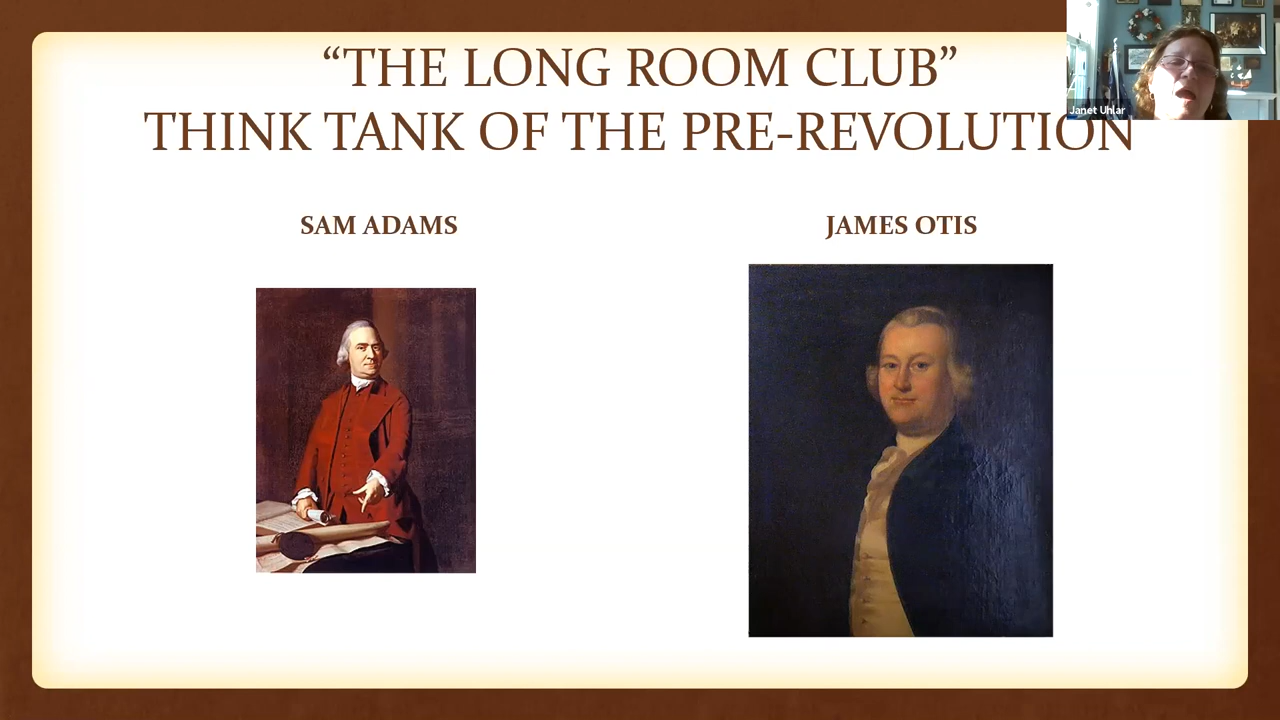 “THE LONG ROOM CLUB”
THINK TANK OF THE PRE-REVOLUTION
Janet Uhlar
SAM ADAMS
JAMES OTIS